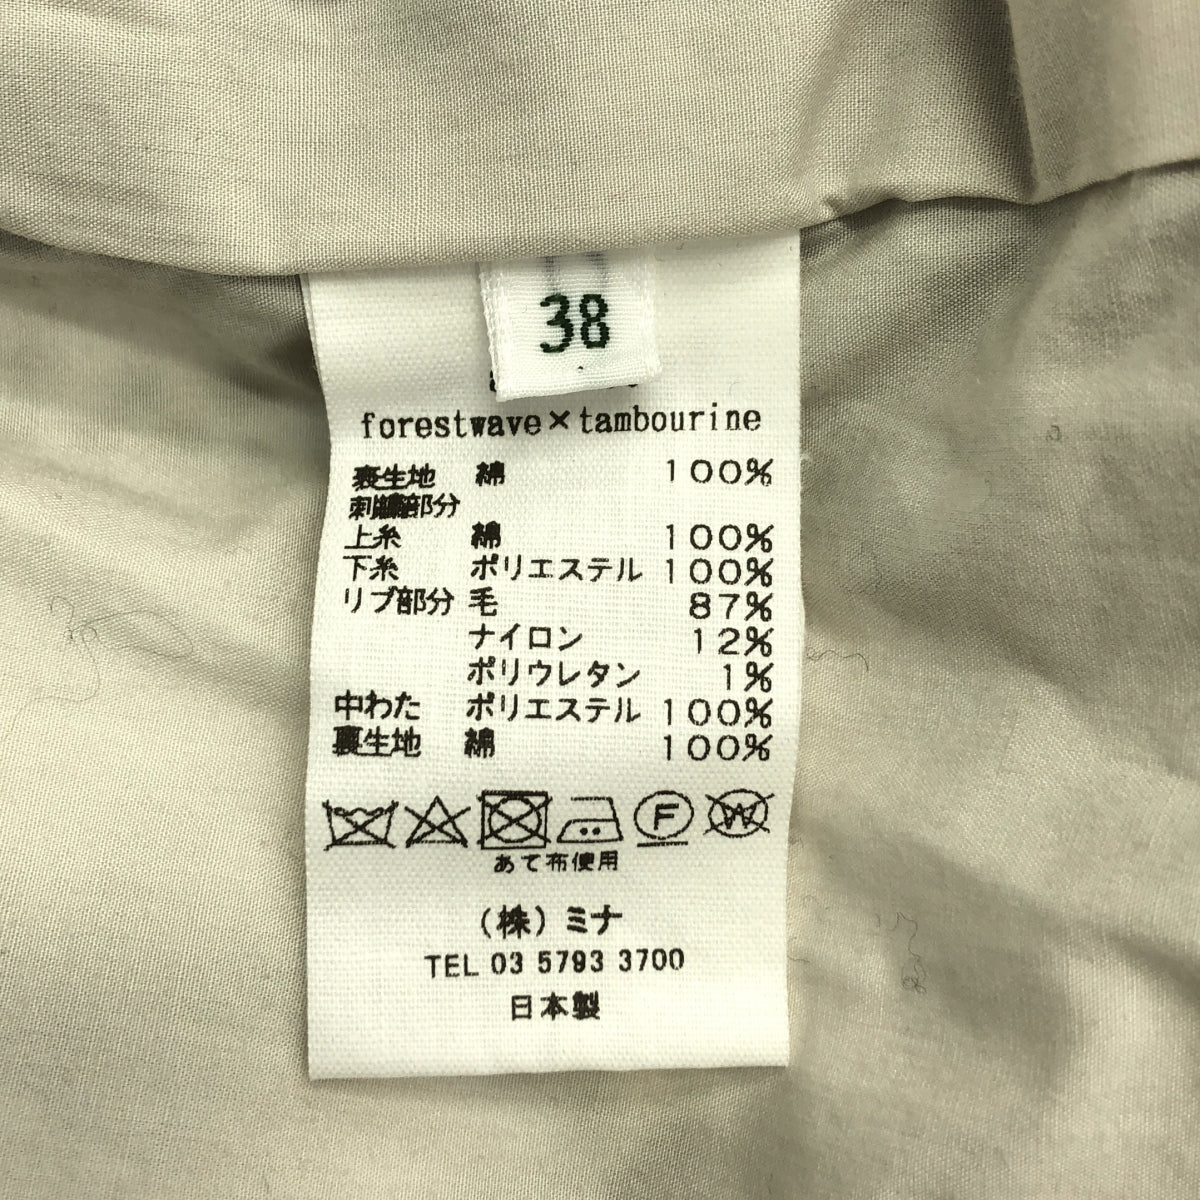 38
forestwave×tambourine
表生地 綿 100%
刺繍部分
上糸 綿 100%
下糸 ポリエステル 100%
リブ部分 毛 87%
ナイロン 12%
ポリウレタン 1%
中わた ポリエステル 100%
裏生地 綿 100%
F W
あて布使用
(株)ミナ
TEL 03 5793 3700
日本製